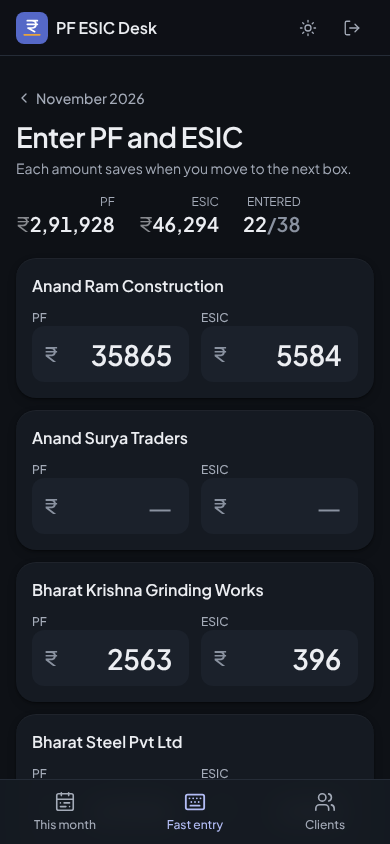 PF ESIC Desk
November 2026
Enter PF and ESIC
Each amount saves when you move to the next box.
PF ESIC ENTERED
₹2,91,928 ₹46,294 22/38
Anand Ram Construction
PF ESIC
₹ 35865 ₹ 5584
Anand Surya Traders
PF ESIC
₹ — ₹ —
Bharat Krishna Grinding Works
PF ESIC
₹ 2563 ₹ 396
Bharat Steel Pvt Ltd
PF ESIC
This month Fast entry Clients